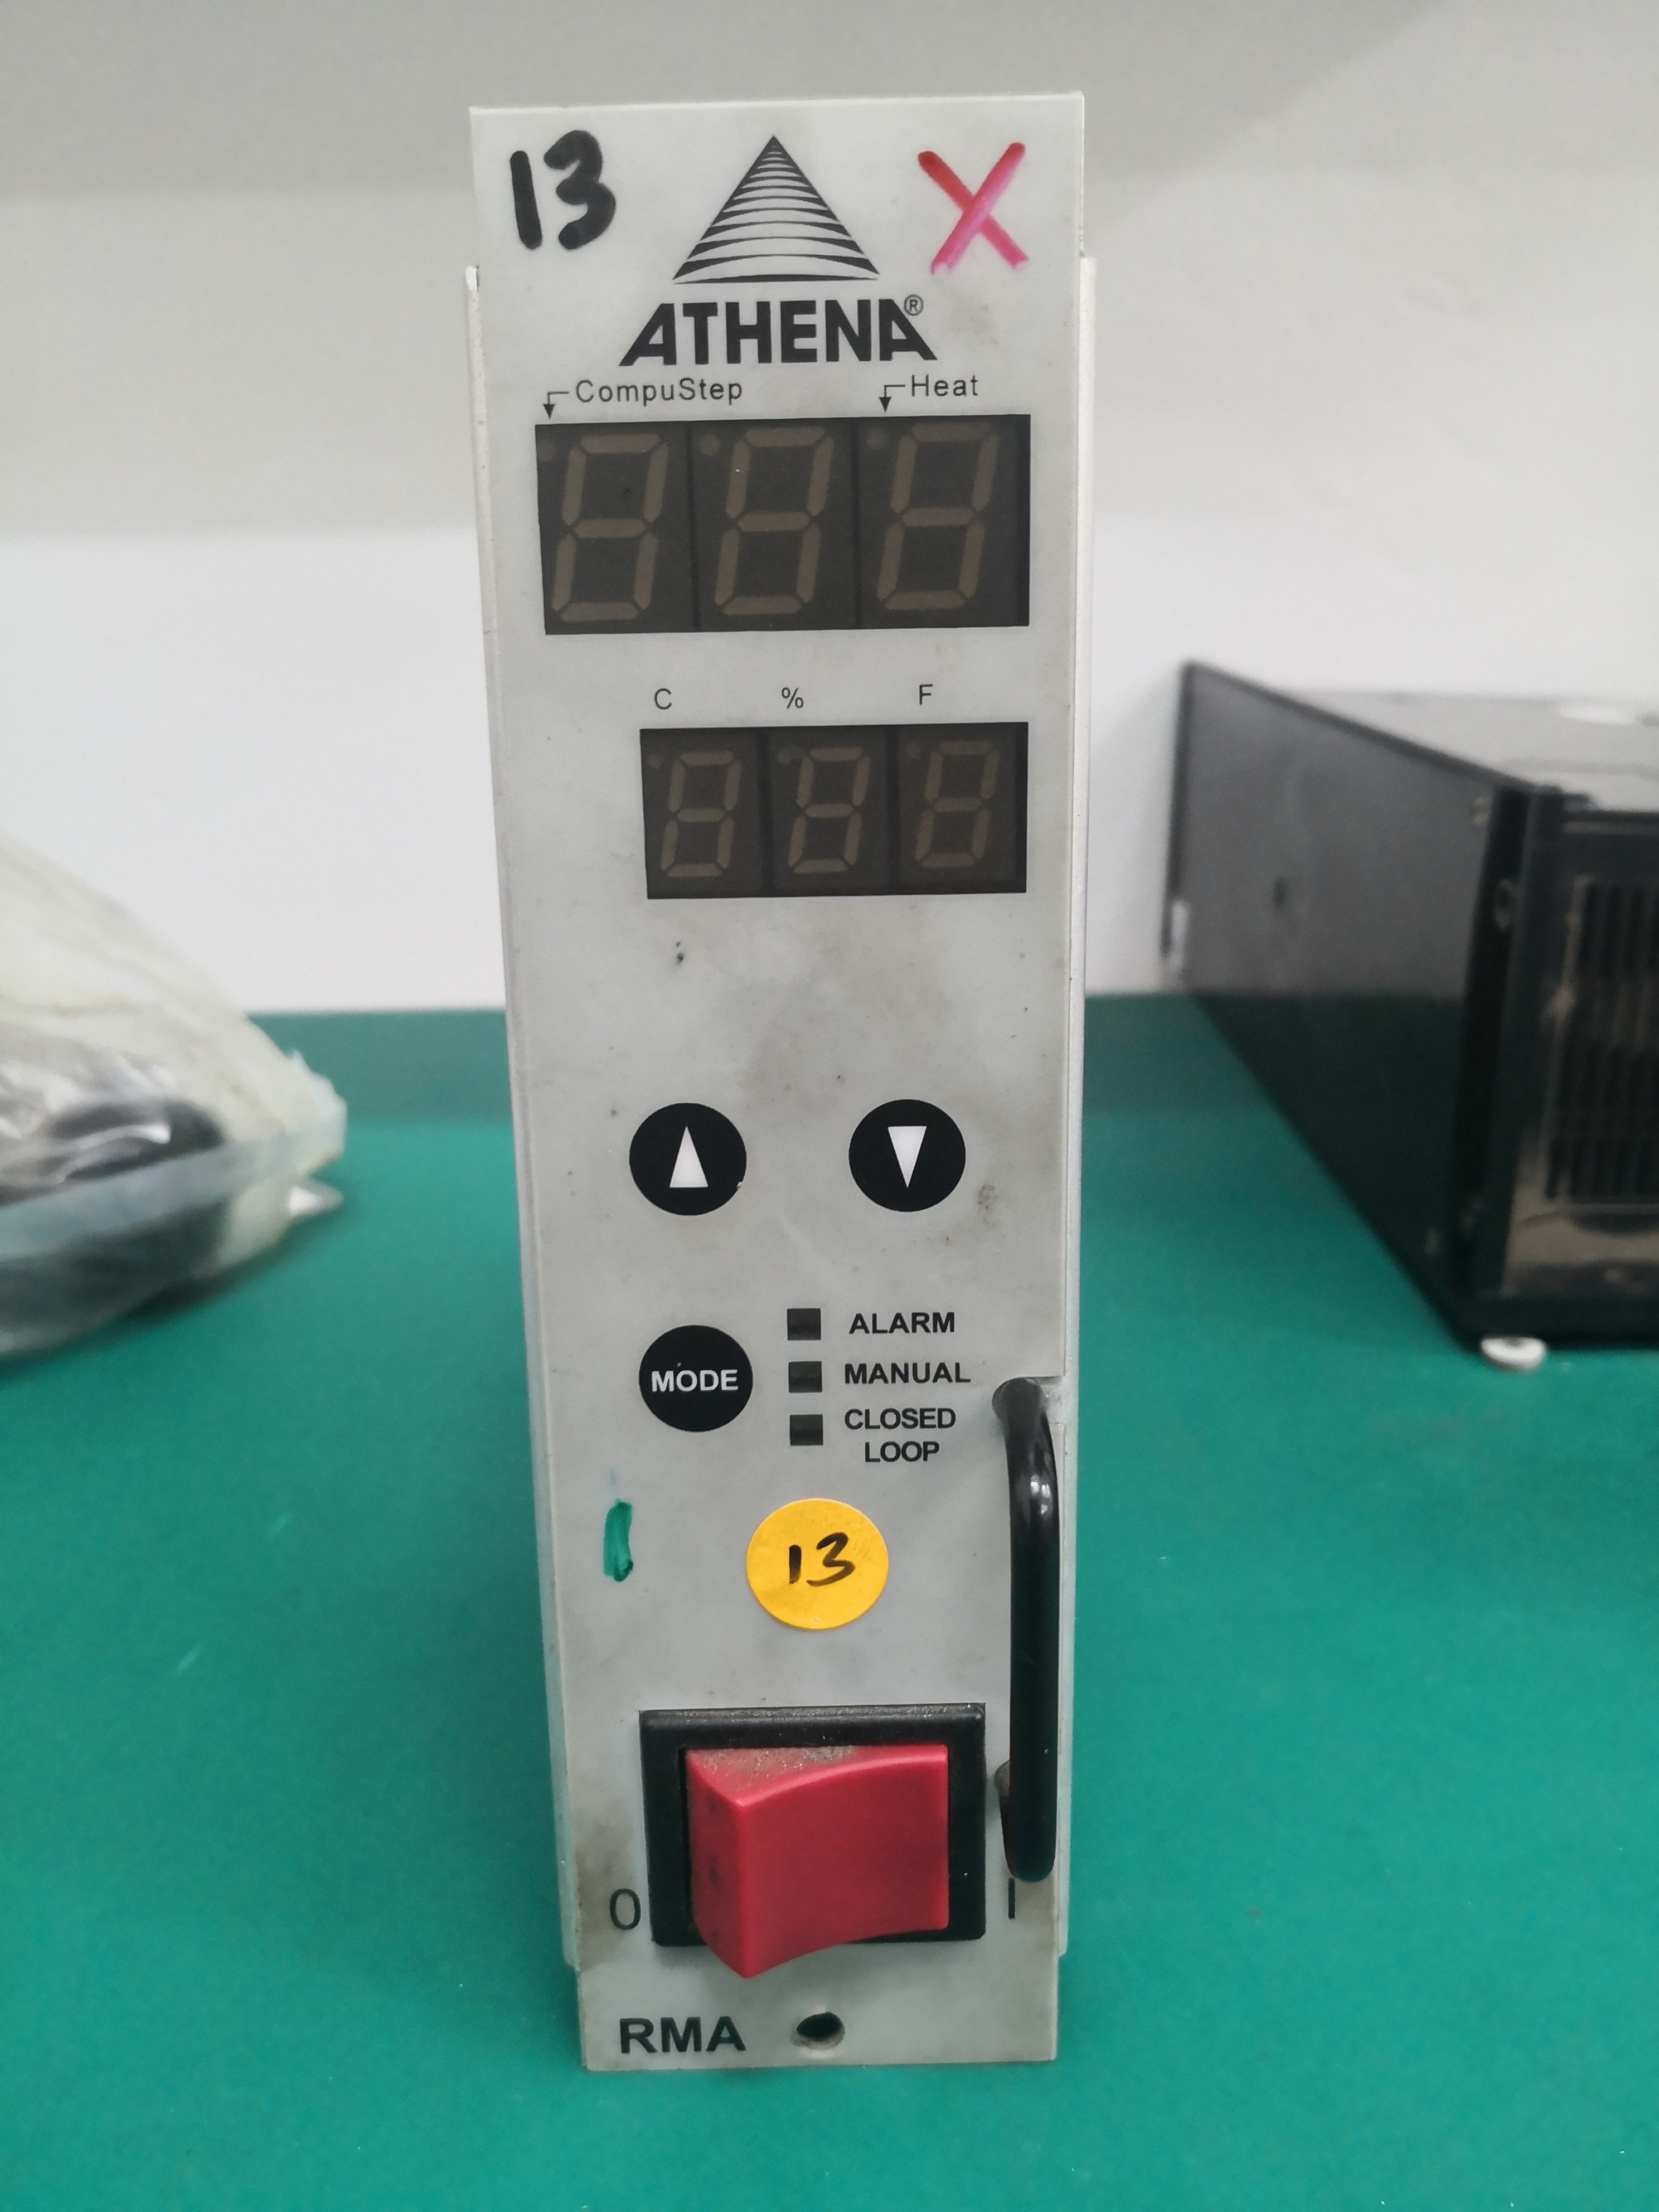 13 X
ATHENA®
CompuStep Heat
C % F
MODE
ALARM
MANUAL
CLOSED
LOOP
13
0 I
RMA